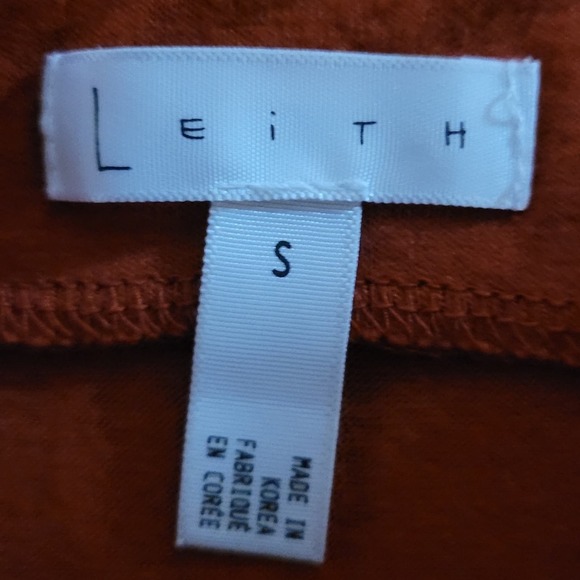 LEiTH
S
MADE IN
KOREA
FABRIQUÉ
EN CORÉE